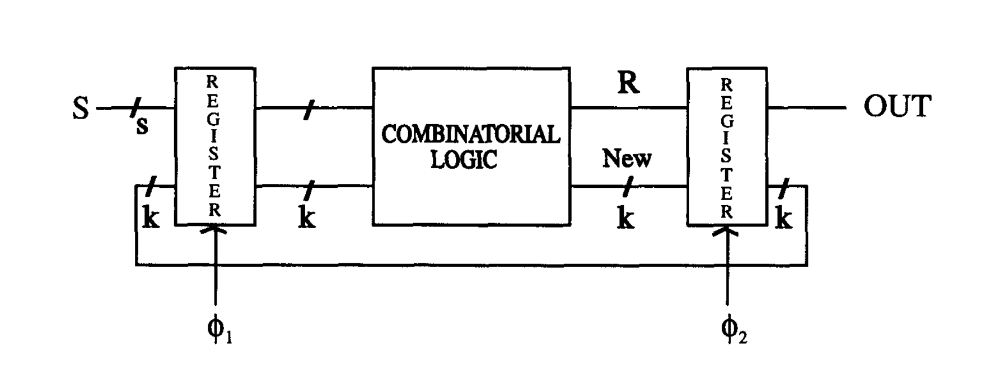 S
s
k
REGISTER
ϕ1
k
COMBINATORIAL
LOGIC
R
New
k
REGISTER
ϕ2
k
OUT